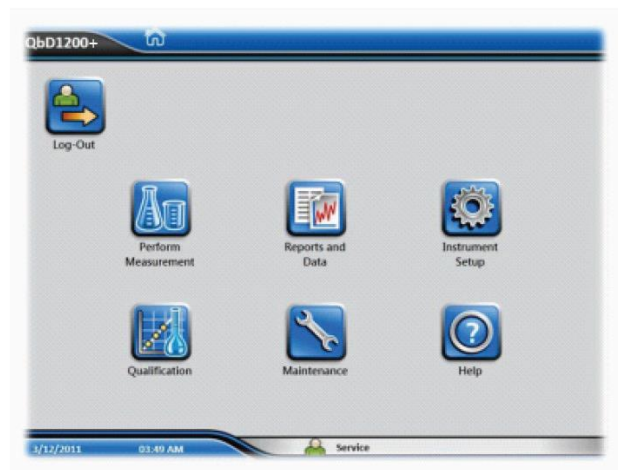 QbD1200+
Log-Out
Perform
Measurement
Reports and
Data
Instrument
Setup
Qualification
Maintenance
Help
3/12/2011 03:49 AM Service